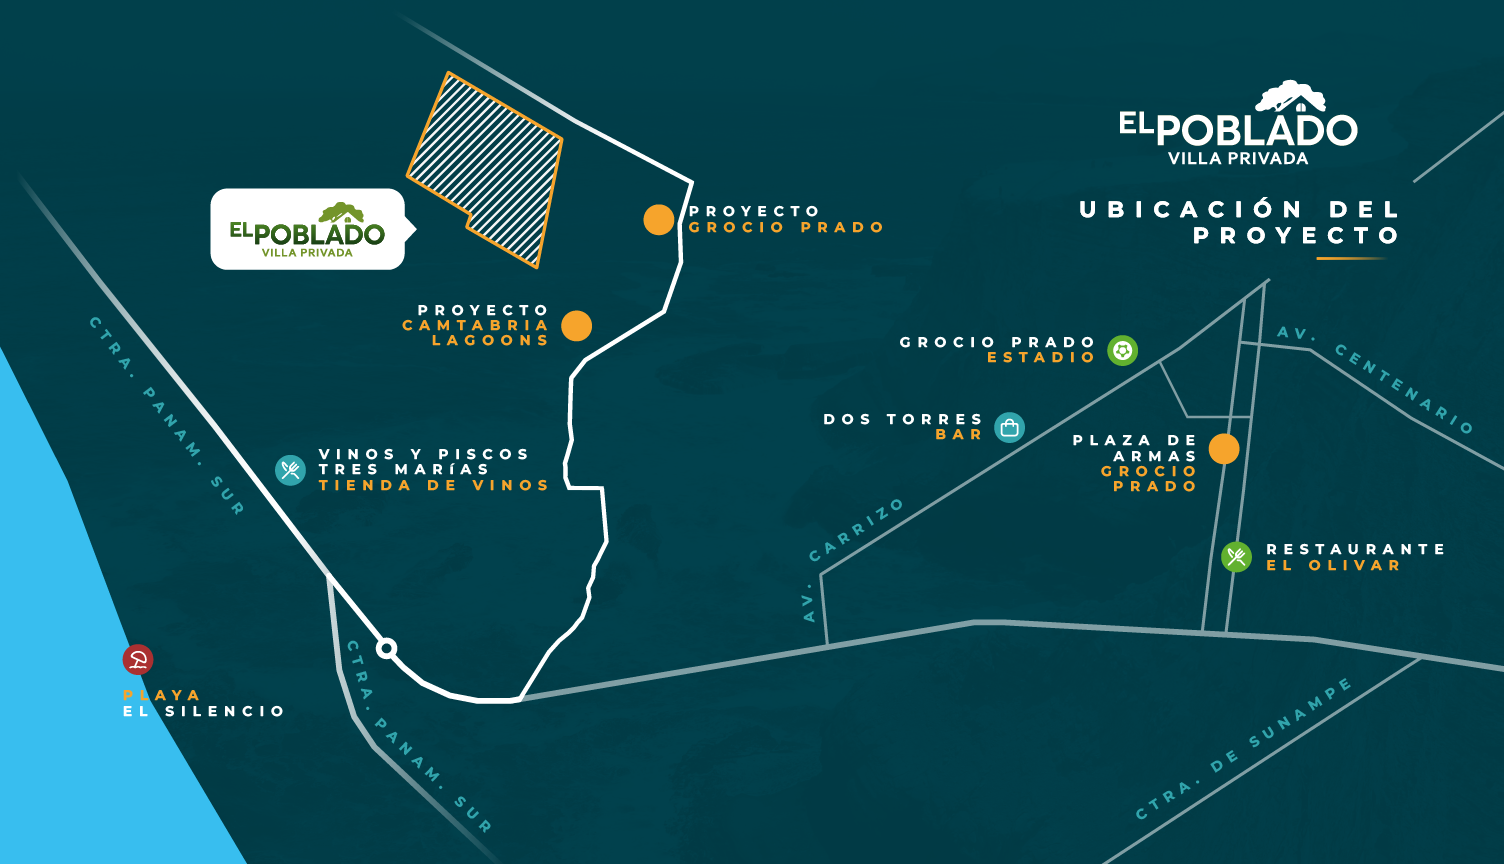 EL POBLADO
VILLA PRIVADA
UBICACIÓN DEL
PROYECTO
EL POBLADO
VILLA PRIVADA
PROYECTO
GROCIO PRADO
PROYECTO
CAMTABRIA
LAGOONS
CTRA. PANAM. SUR
VINOS Y PISCOS
TRES MARíAS
TIENDA DE VINOS
GROCIO PRADO
ESTADIO
AV. CENTENARIO
DOS TORRES
BAR
PLAZA DE
ARMAS
GROCIO
PRADO
AV. CARRIZO
RESTAURANTE
EL OLIVAR
PLAYA
EL SILENCIO
CTRA. PANAM. SUR
CTRA. DE SUNAMPE